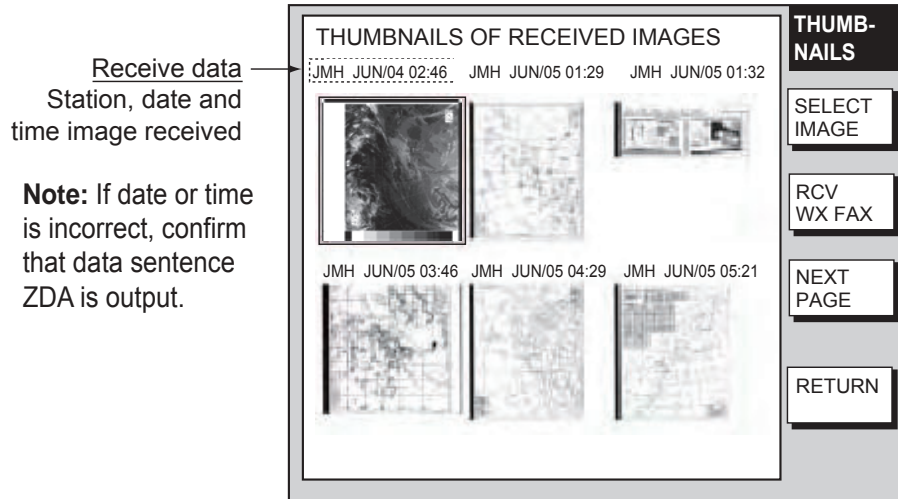 THUMBNAILS OF RECEIVED IMAGES
JMH JUN/04 02:46 JMH JUN/05 01:29 JMH JUN/05 01:32
JMH JUN/05 03:46 JMH JUN/05 04:29 JMH JUN/05 05:21
THUMB-
NAILS
SELECT
IMAGE
RCV
WX FAX
NEXT
PAGE
RETURN
Receive data
Station, date and
time image received
Note: If date or time
is incorrect, confirm
that data sentence
ZDA is output.